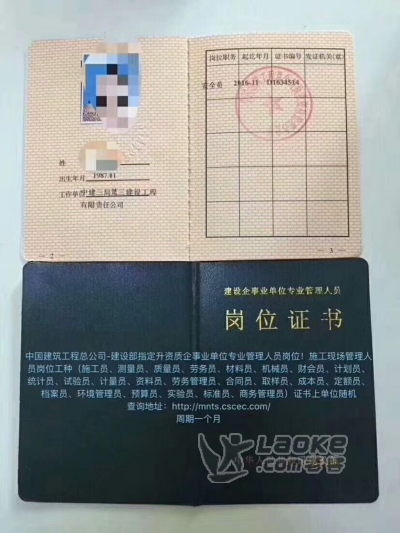 岗位职务 起讫年月 证书编号 发证机关(章)
安全员 2016-11 11634514
姓
出生年月 1987.01
工作单位 中建三局第三建设工程
有限责任公司
— 2 —
— 3 —
建设企事业单位专业管理人员
岗位证书
中国建筑工程总公司-建设部指定升资质企事业单位专业管理人员岗位！施工现场管理人
员岗位工种（施工员、测量员、质量员、劳务员、材料员、机械员、财会员、计划员、
统计员、试验员、计量员、资料员、劳务管理员、合同员、取样员、成本员、定额员、
档案员、环境管理员、预算员、实验员、标准员、商务管理员）证书上单位随机
查询地址：http://mnts.cscec.com/
周期一个月
LAOKE.com